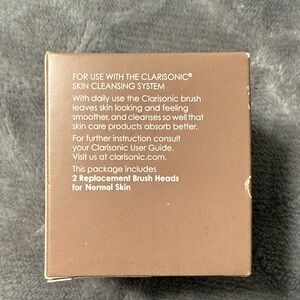 FOR USE WITH THE CLARISONIC®
SKIN CLEANSING SYSTEM
With daily use the Clarisonic brush
leaves skin looking and feeling
smoother, and cleanses so well that
skin care products absorb better.
For further instruction consult
your Clarisonic User Guide.
Visit us at clarisonic.com.
This package includes
2 Replacement Brush Heads
for Normal Skin